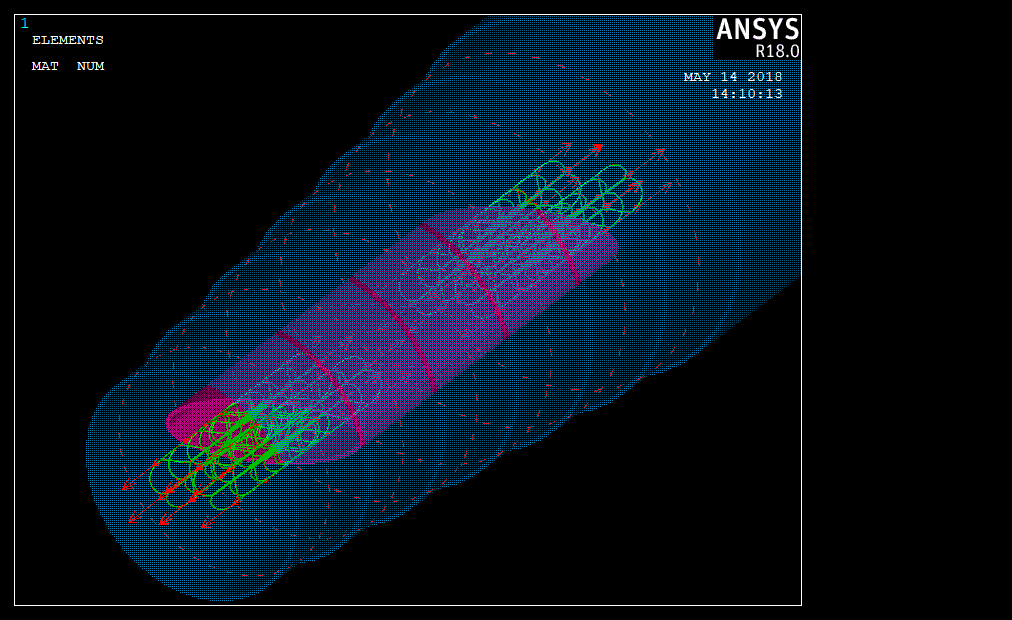 1
ELEMENTS
MAT NUM
ANSYS
R18.0
MAY 14 2018
14:10:13